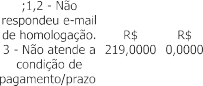 ;1,2 - Não
respondeu e-mail
de homologação. R$ R$
3 - Não atende a 219,0000 0,0000
condição de
pagamento/prazo